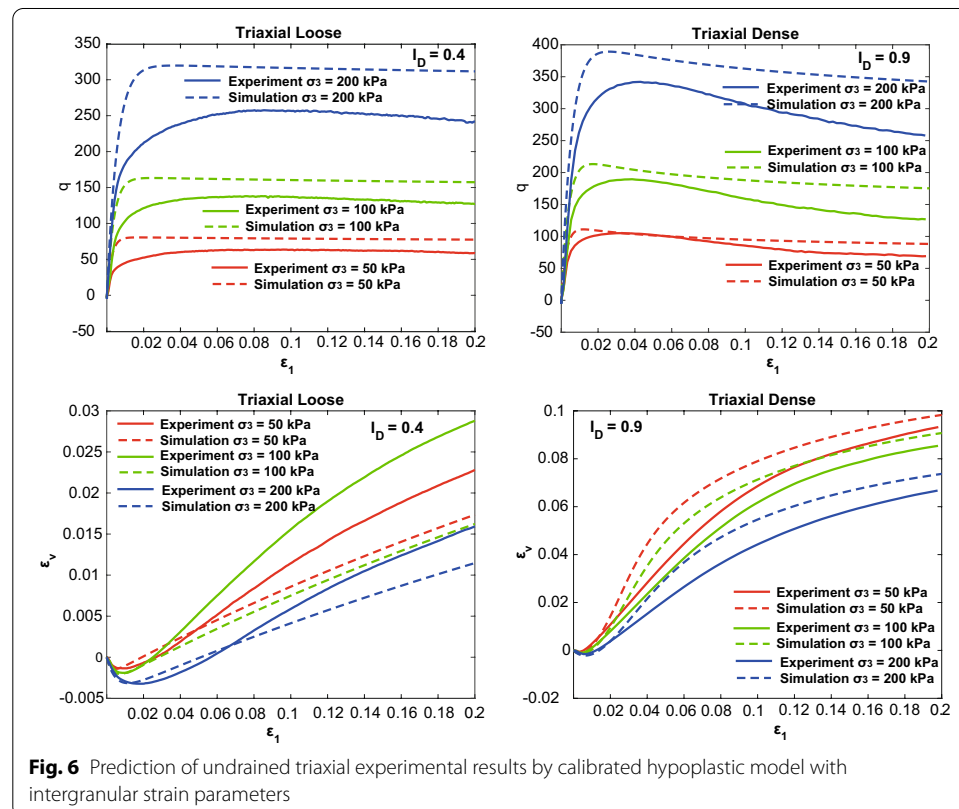 Triaxial Loose
350
300
250
200
150
100
50
0
-50
q
I_D = 0.4
Experiment σ3 = 200 kPa
Simulation σ3 = 200 kPa
Experiment σ3 = 100 kPa
Simulation σ3 = 100 kPa
Experiment σ3 = 50 kPa
Simulation σ3 = 50 kPa
0.02 0.04 0.06 0.08 0.1 0.12 0.14 0.16 0.18 0.2
ε_1
Triaxial Dense
400
350
300
250
200
150
100
50
0
-50
q
I_D = 0.9
Experiment σ3 = 200 kPa
Simulation σ3 = 200 kPa
Experiment σ3 = 100 kPa
Simulation σ3 = 100 kPa
Experiment σ3 = 50 kPa
Simulation σ3 = 50 kPa
0.02 0.04 0.06 0.08 0.1 0.12 0.14 0.16 0.18 0.2
ε_1
Triaxial Loose
0.03
0.025
0.02
0.015
0.01
0.005
0
-0.005
ε_v
Experiment σ3 = 50 kPa
Simulation σ3 = 50 kPa
Experiment σ3 = 100 kPa
Simulation σ3 = 100 kPa
Experiment σ3 = 200 kPa
Simulation σ3 = 200 kPa
I_D = 0.4
0.02 0.04 0.06 0.08 0.1 0.12 0.14 0.16 0.18 0.2
ε_1
Triaxial Dense
0.1
0.08
0.06
0.04
0.02
0
-0.02
ε_v
I_D = 0.9
Experiment σ3 = 50 kPa
Simulation σ3 = 50 kPa
Experiment σ3 = 100 kPa
Simulation σ3 = 100 kPa
Experiment σ3 = 200 kPa
Simulation σ3 = 200 kPa
0.02 0.04 0.06 0.08 0.1 0.12 0.14 0.16 0.18 0.2
ε_1
Fig. 6 Prediction of undrained triaxial experimental results by calibrated hypoplastic model with
intergranular strain parameters